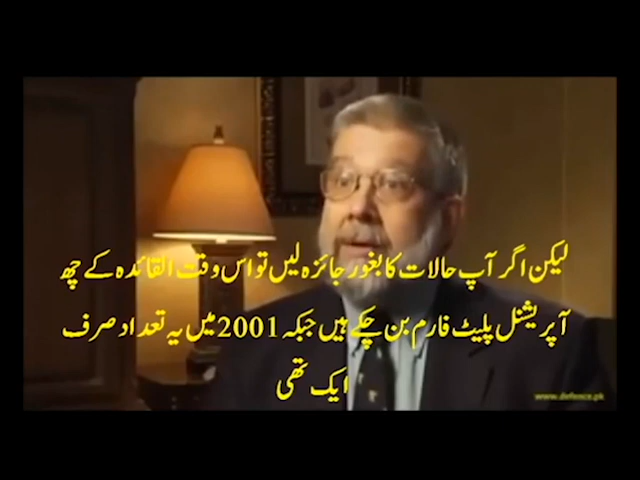 لیکن اگر آپ حالات کا بغور جائزہ لیں تو اس وقت القائدہ کے چھ
آپریشنل پلیٹ فارم بن چکے ہیں جبکہ 2001 میں یہ تعداد صرف
ایک تھی
www.defence.pk